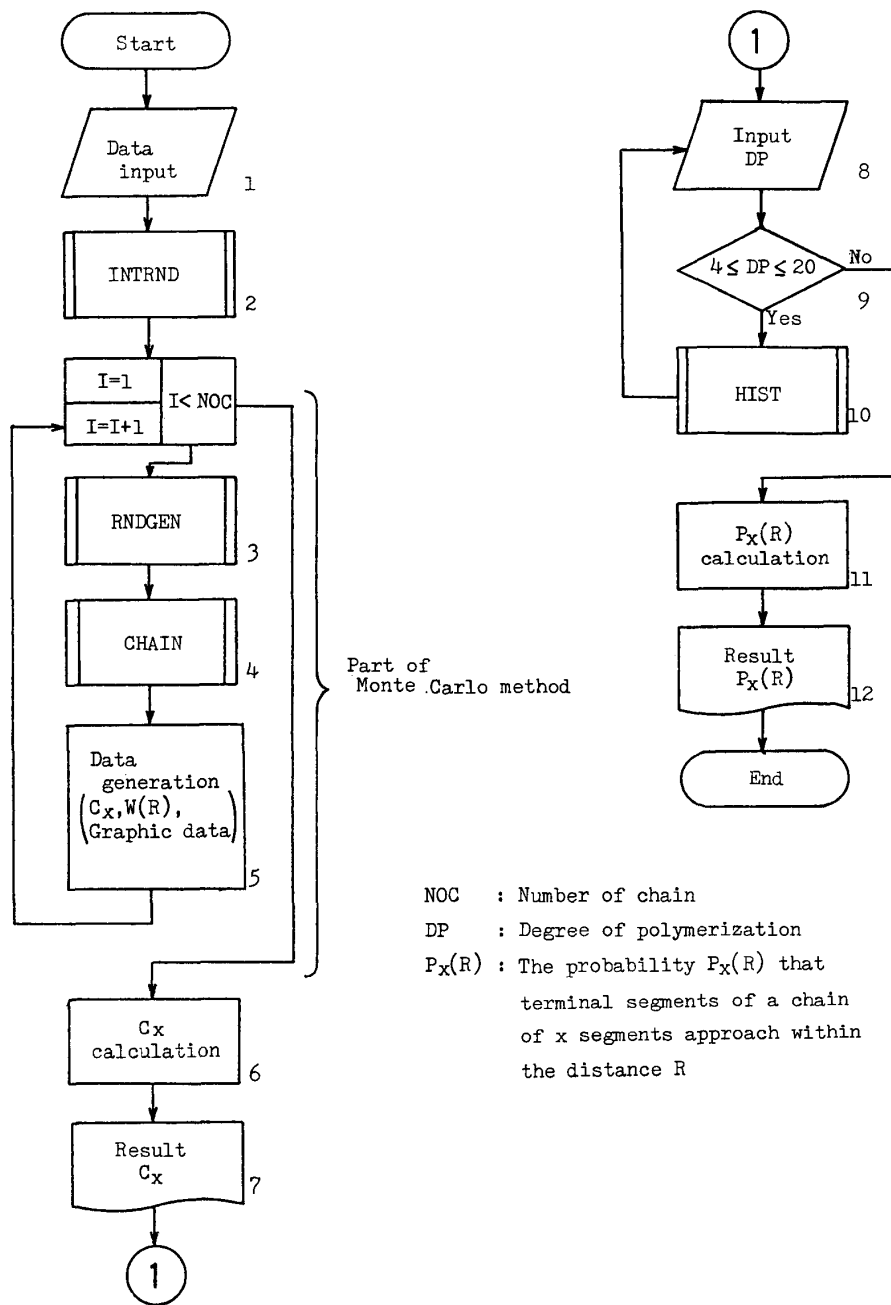 Start
Data
input
1
INTRND
2
I=1
I=I+1
I< NOC
RNDGEN
3
CHAIN
4
Data
generation
(Cx,W(R),
Graphic data)
5
Part of
Monte Carlo method
Cx
calculation
6
Result
Cx
7
1
1
Input
DP
8
4 ≤ DP ≤ 20
No
9
Yes
HIST
10
Px(R)
calculation
11
Result
Px(R)
12
End
NOC : Number of chain
DP : Degree of polymerization
Px(R) : The probability Px(R) that
terminal segments of a chain
of x segments approach within
the distance R